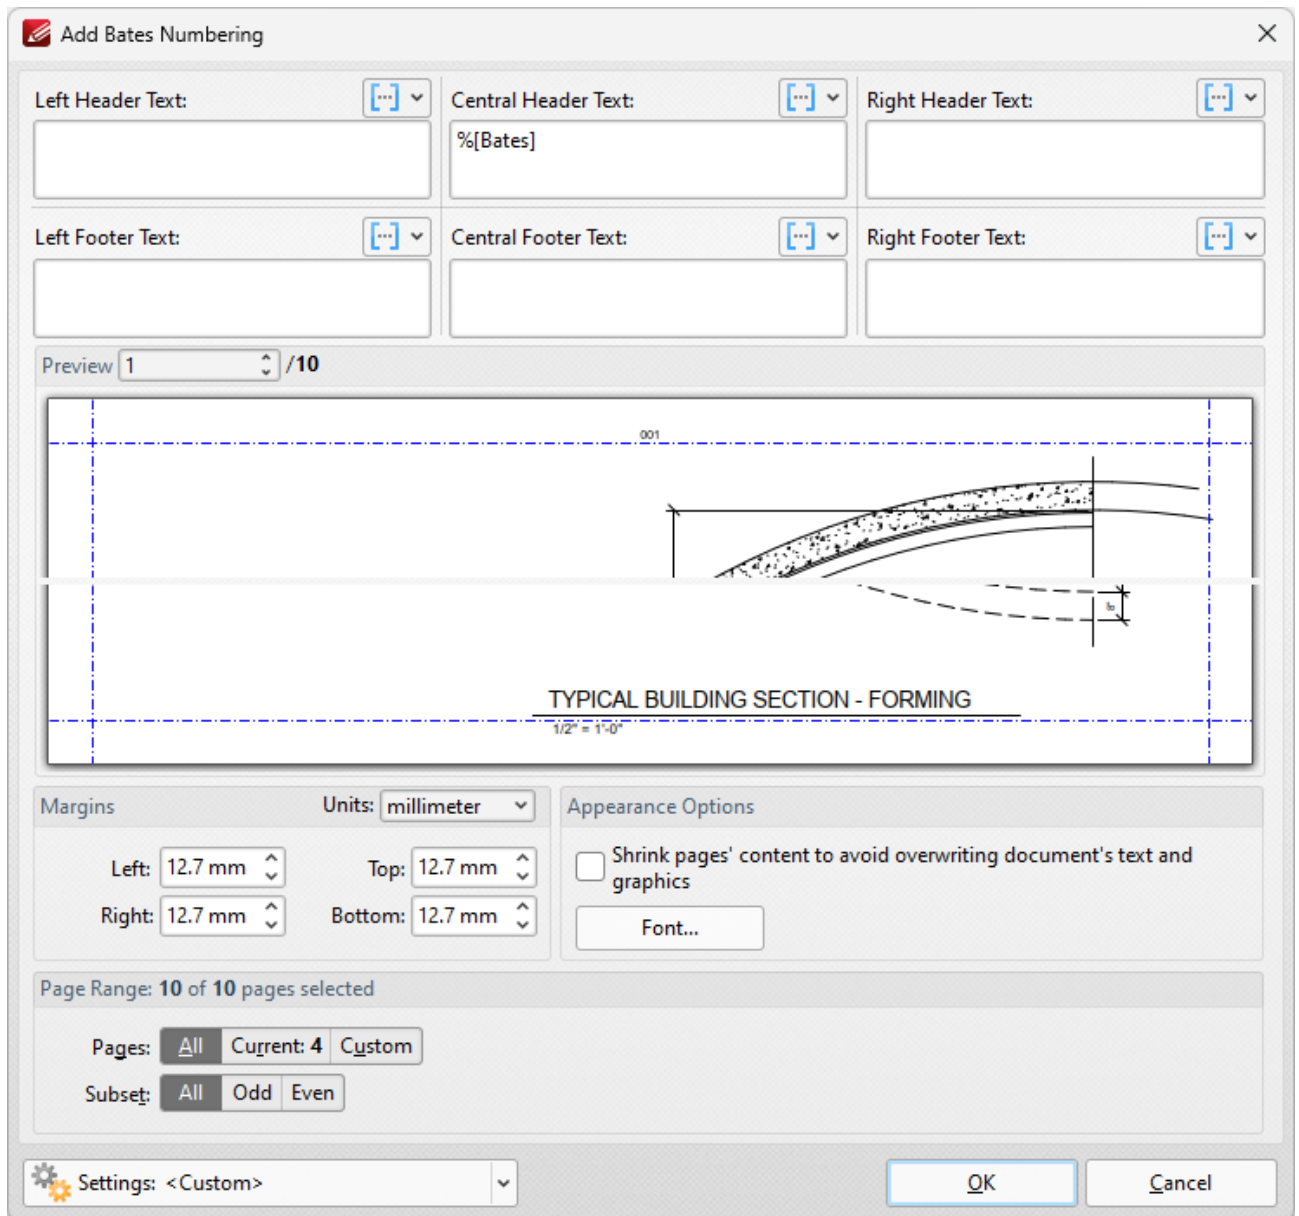 Add Bates Numbering
Left Header Text:
Central Header Text:
Right Header Text:
%[Bates]
Left Footer Text:
Central Footer Text:
Right Footer Text:
Preview 1 /10
001
TYPICAL BUILDING SECTION - FORMING
1/2" = 1'-0"
Margins
Units: millimeter
Appearance Options
Left: 12.7 mm Top: 12.7 mm
Right: 12.7 mm Bottom: 12.7 mm
Shrink pages' content to avoid overwriting document's text and
graphics
Font...
Page Range: 10 of 10 pages selected
Pages: All Current: 4 Custom
Subset: All Odd Even
Settings: <Custom>
OK
Cancel